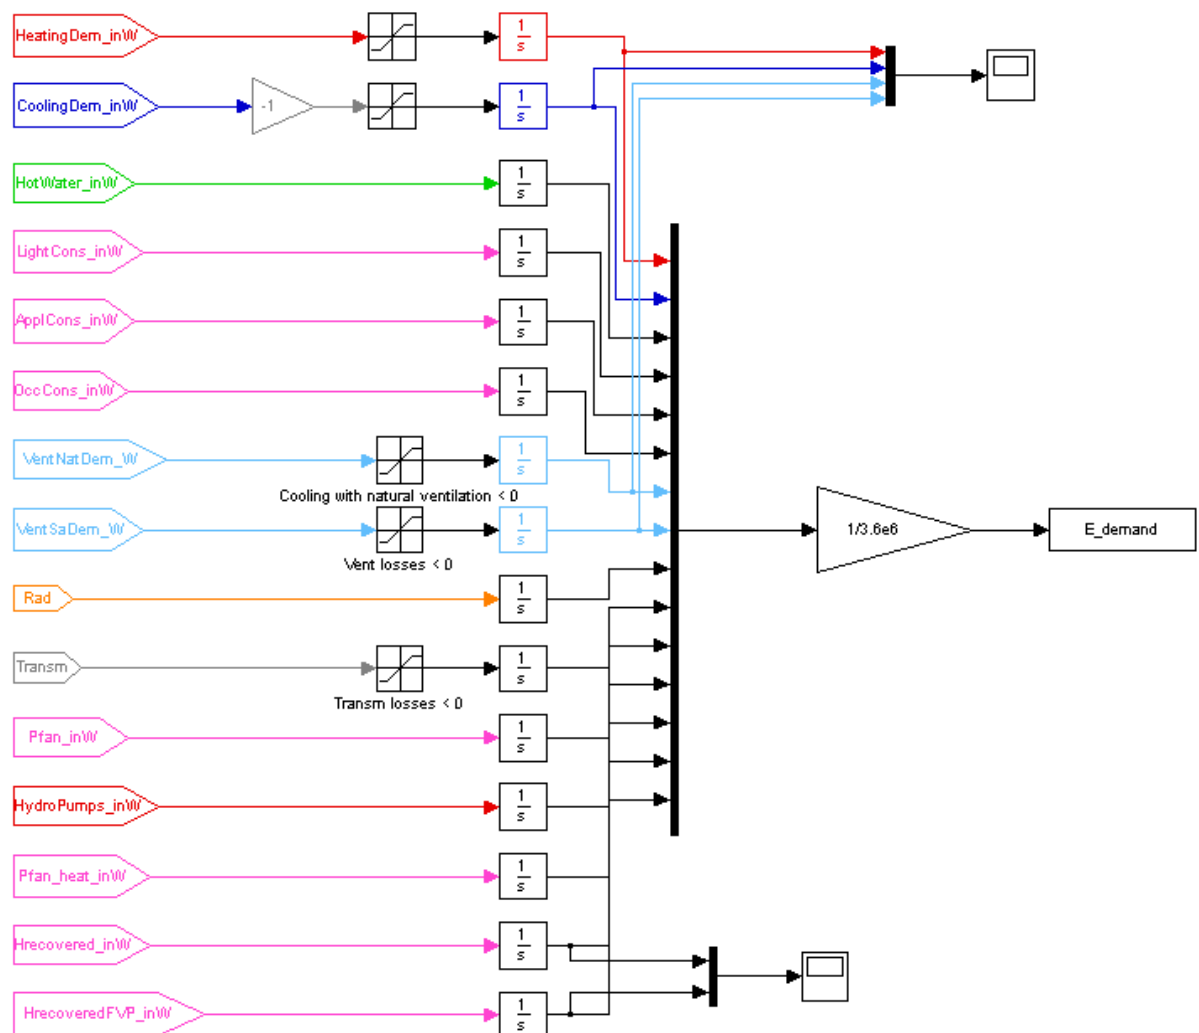 HeatingDem_inW
1
s
CoolingDem_inW
-1
1
s
HotWater_inW
1
s
LightCons_inW
1
s
ApplCons_inW
1
s
OccCons_inW
1
s
VentNatDem_W
1
s
Cooling with natural ventilation < 0
VentSaDem_W
1
s
1/3.6e6
E_demand
Vent losses < 0
Rad
1
s
Transm
1
s
Transm losses < 0
Pfan_inW
1
s
HydroPumps_inW
1
s
Pfan_heat_inW
1
s
Hrecovered_inW
1
s
HrecoveredFVP_inW
1
s